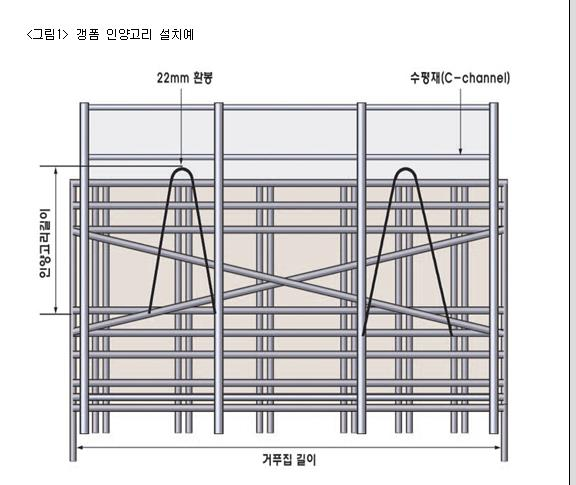 <그림1> 갱폼 인양고리 설치예
22mm 환봉
수평재(C-channel)
인양고리길이
거푸집 길이